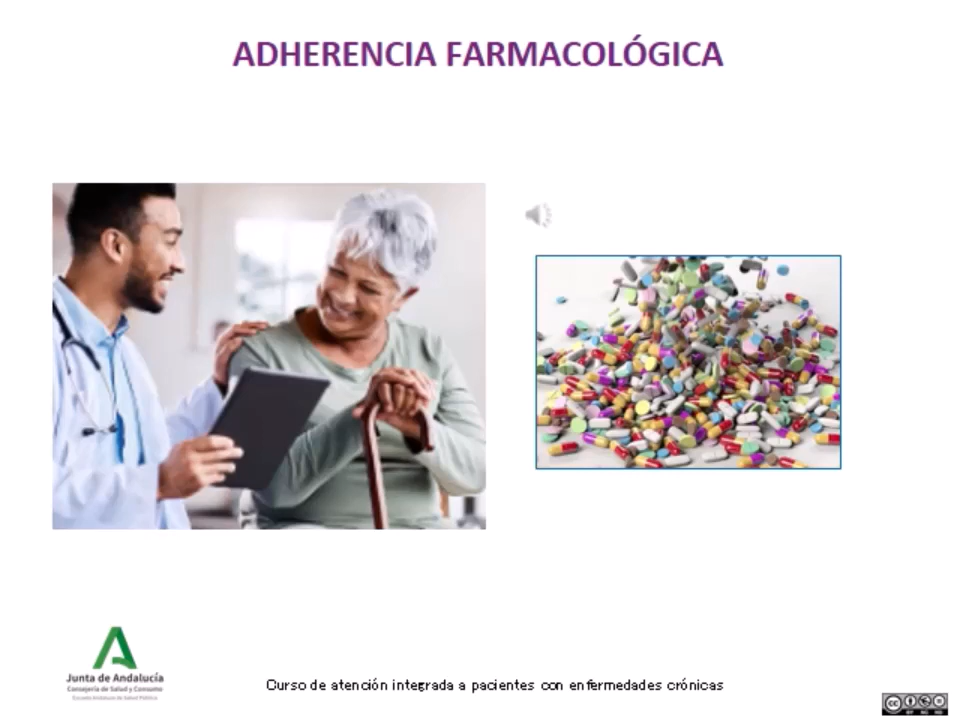 ADHERENCIA FARMACOLÓGICA
Junta de Andalucía
Consejería de Salud y Consumo
Escuela Andaluza de Salud Pública
Curso de atención integrada a pacientes con enfermedades crónicas
cc